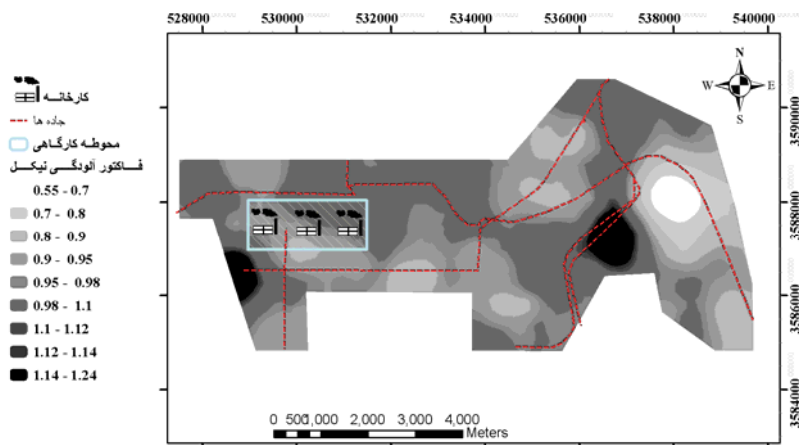 528000 530000 532000 534000 536000 538000 540000
N
W E
S
کارخانه
جاده ها
محوطه کارگاهی
فاکتور آلودگی نیکل
0.55 - 0.7
0.7 - 0.8
0.8 - 0.9
0.9 - 0.95
0.95 - 0.98
0.98 - 1.1
1.1 - 1.12
1.12 - 1.14
1.14 - 1.24
3590000
3588000
3586000
3584000
0 500 1,000 2,000 3,000 4,000
Meters